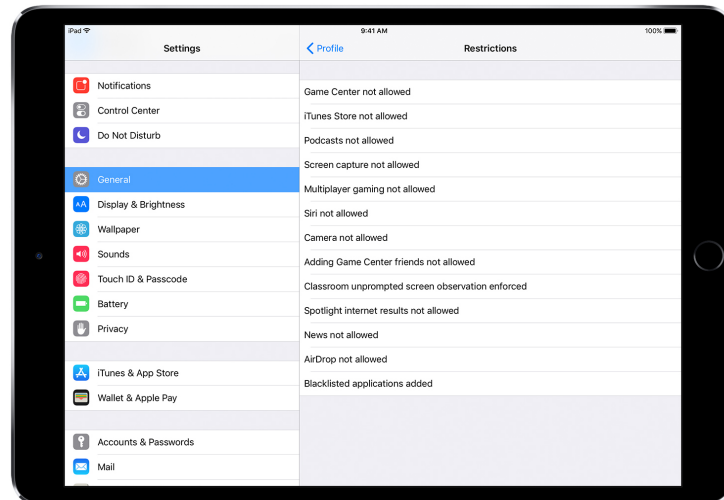 iPad
9:41 AM
100%
Settings
Profile
Restrictions
Notifications
Control Center
Do Not Disturb
General
Display & Brightness
Wallpaper
Sounds
Touch ID & Passcode
Battery
Privacy
iTunes & App Store
Wallet & Apple Pay
Accounts & Passwords
Mail
Game Center not allowed
iTunes Store not allowed
Podcasts not allowed
Screen capture not allowed
Multiplayer gaming not allowed
Siri not allowed
Camera not allowed
Adding Game Center friends not allowed
Classroom unprompted screen observation enforced
Spotlight internet results not allowed
News not allowed
AirDrop not allowed
Blacklisted applications added